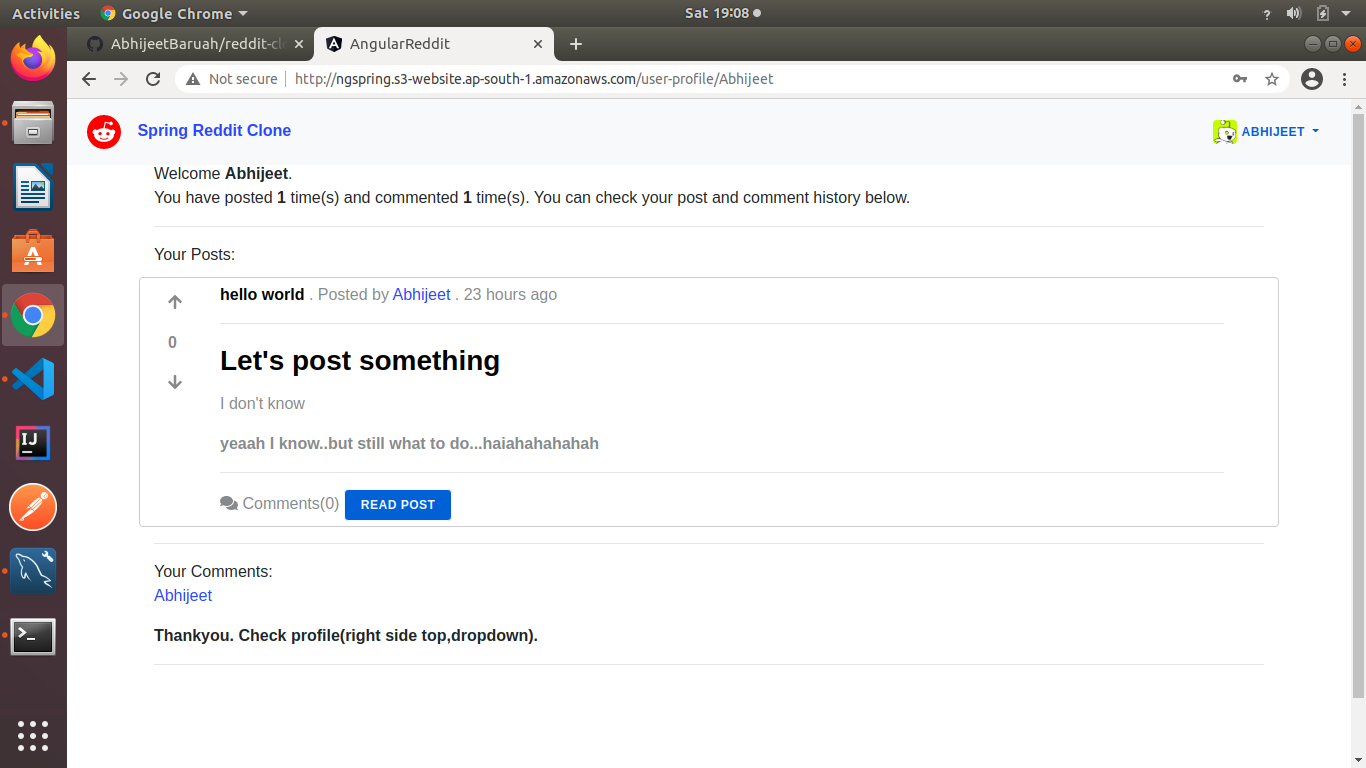 Activities
Google Chrome
Sat 19:08
?
AbhijeetBaruah/reddit-cl
AngularReddit
Not secure
http://ngspring.s3-website.ap-south-1.amazonaws.com/user-profile/Abhijeet
Spring Reddit Clone
ABHIJEET
Welcome Abhijeet.
You have posted 1 time(s) and commented 1 time(s). You can check your post and comment history below.
Your Posts:
hello world . Posted by Abhijeet . 23 hours ago
0
Let's post something
I don't know
yeaah I know..but still what to do...haiahahahahah
Comments(0)
READ POST
Your Comments:
Abhijeet
Thankyou. Check profile(right side top,dropdown).
IJ